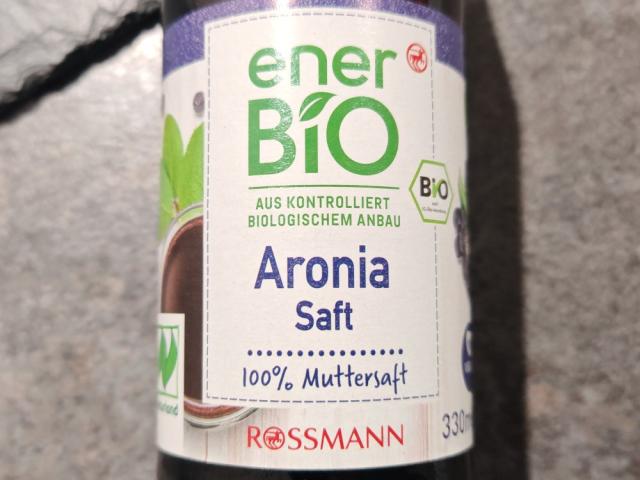 ener
BiO
AUS KONTROLLIERT
BIOLOGISCHEM ANBAU
Bio
Aronia
Saft
100% Muttersaft
ROSSMANN